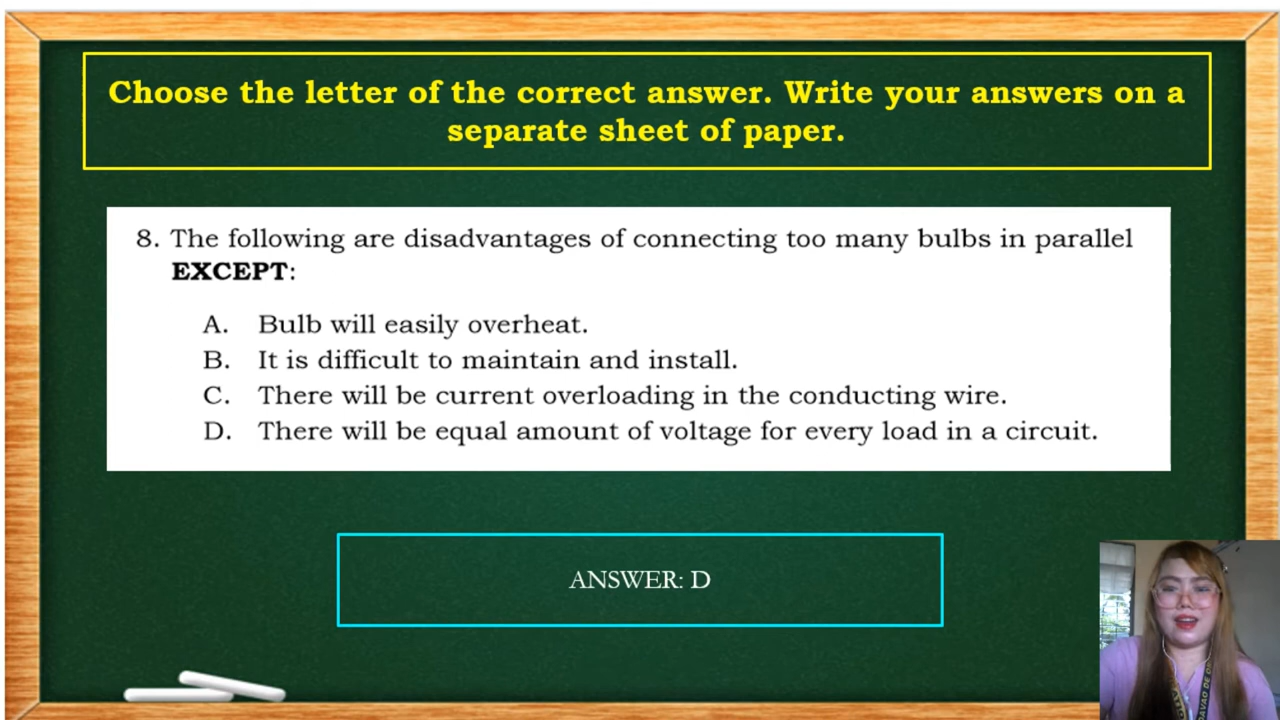 Choose the letter of the correct answer. Write your answers on a
separate sheet of paper.
8. The following are disadvantages of connecting too many bulbs in parallel
EXCEPT:
A. Bulb will easily overheat.
B. It is difficult to maintain and install.
C. There will be current overloading in the conducting wire.
D. There will be equal amount of voltage for every load in a circuit.
ANSWER: D